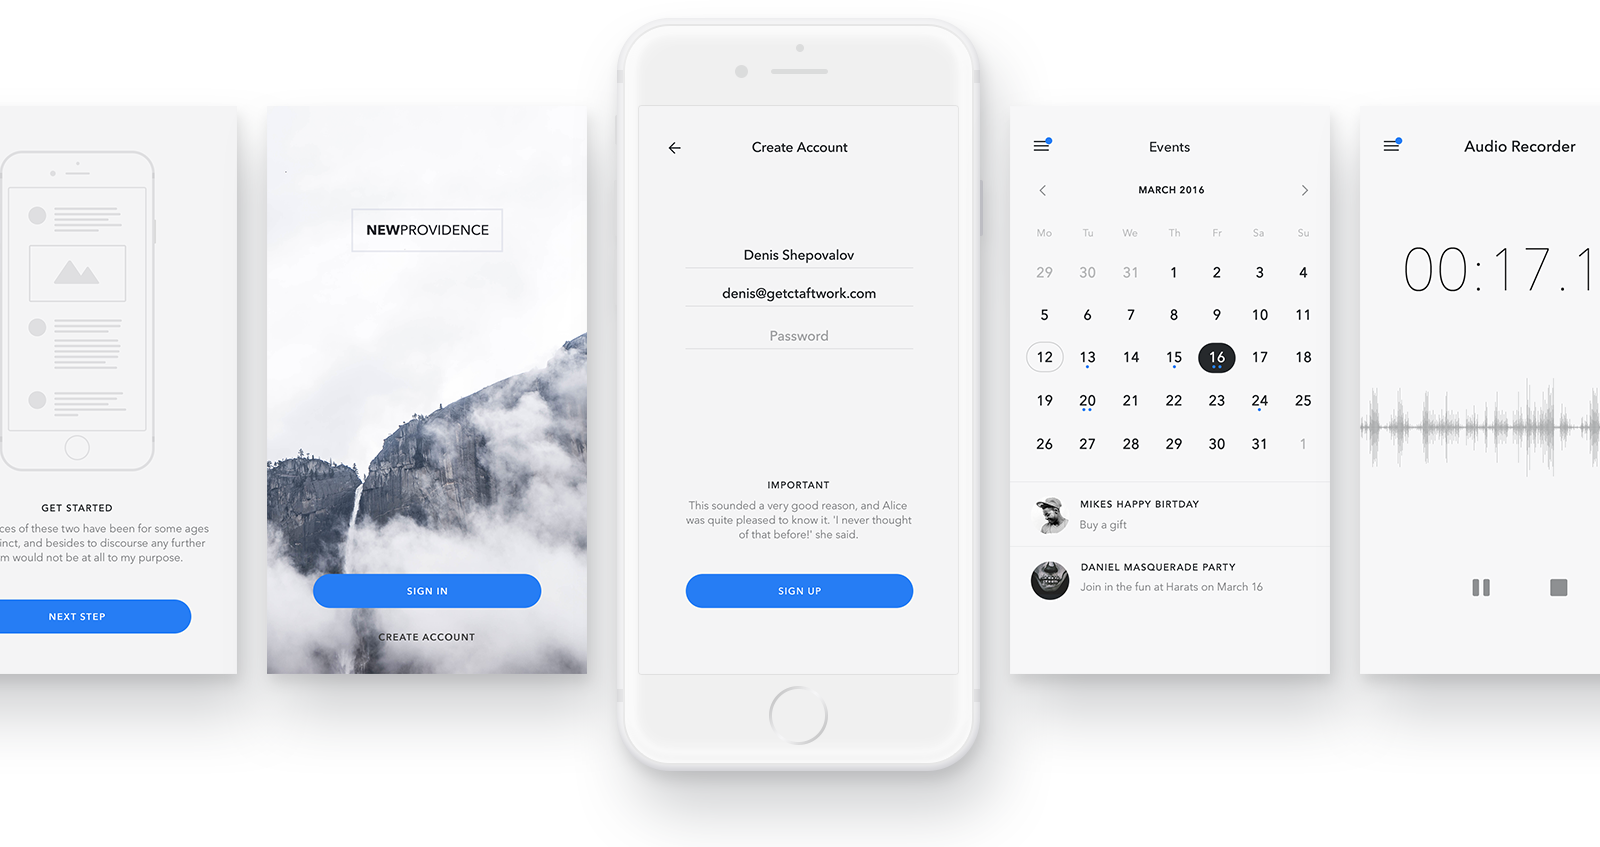 GET STARTED
ces of these two have been for some ages
inct, and besides to discourse any further
m would not be at all to my purpose.
NEXT STEP
NEWPROVIDENCE
SIGN IN
CREATE ACCOUNT
Create Account
Denis Shepovalov
denis@getctaftwork.com
Password
IMPORTANT
This sounded a very good reason, and Alice
was quite pleased to know it. 'I never thought
of that before!' she said.
SIGN UP
Events
MARCH 2016
Mo Tu We Th Fr Sa Su
29 30 31 1 2 3 4
5 6 7 8 9 10 11
12 13 14 15 16 17 18
19 20 21 22 23 24 25
26 27 28 29 30 31 1
MIKES HAPPY BIRTDAY
Buy a gift
DANIEL MASQUERADE PARTY
Join in the fun at Harats on March 16
Audio Recorder
00:17.1